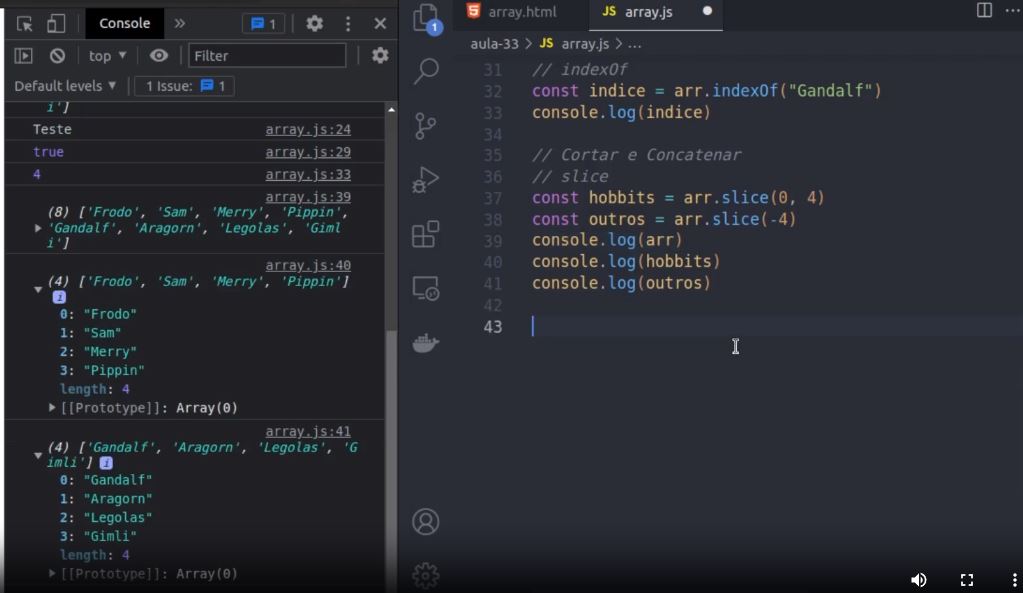 Console
1
top
Filter
Default levels
1 Issue: 1
i']
Teste array.js:24
true array.js:29
4 array.js:33
array.js:39
(8) ['Frodo', 'Sam', 'Merry', 'Pippin',
'Gandalf', 'Aragorn', 'Legolas', 'Giml
i']
array.js:40
(4) ['Frodo', 'Sam', 'Merry', 'Pippin']
i
0: "Frodo"
1: "Sam"
2: "Merry"
3: "Pippin"
length: 4
[[Prototype]]: Array(0)
array.js:41
(4) ['Gandalf', 'Aragorn', 'Legolas', 'G
imli'] i
0: "Gandalf"
1: "Aragorn"
2: "Legolas"
3: "Gimli"
length: 4
[[Prototype]]: Array(0)
1
5 array.html JS array.js
aula-33 > JS array.js > ...
31 // indexOf
32 const indice = arr.indexOf("Gandalf")
33 console.log(indice)
34
35 // Cortar e Concatenar
36 // slice
37 const hobbits = arr.slice(0, 4)
38 const outros = arr.slice(-4)
39 console.log(arr)
40 console.log(hobbits)
41 console.log(outros)
42
43